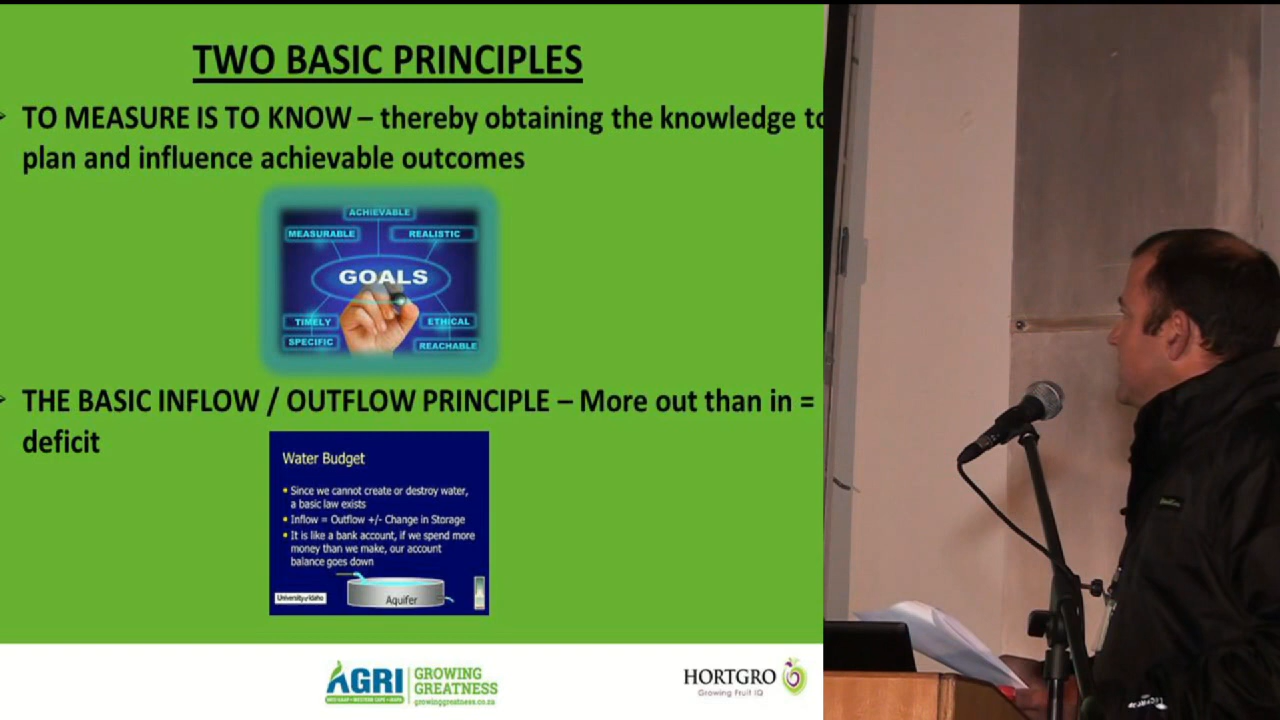 TWO BASIC PRINCIPLES
TO MEASURE IS TO KNOW – thereby obtaining the knowledge to
plan and influence achievable outcomes
ACHIEVABLE
MEASURABLE
REALISTIC
GOALS
TIMELY
ETHICAL
SPECIFIC
REACHABLE
THE BASIC INFLOW / OUTFLOW PRINCIPLE – More out than in =
deficit
Water Budget
• Since we cannot create or destroy water,
a basic law exists
• Inflow = Outflow +/- Change in Storage
• It is like a bank account, if we spend more
money than we make, our account
balance goes down
University of Idaho
Aquifer
AGRI
GROWING
GREATNESS
growinggreatness.co.za
HORTGRO
Growing Fruit IQ